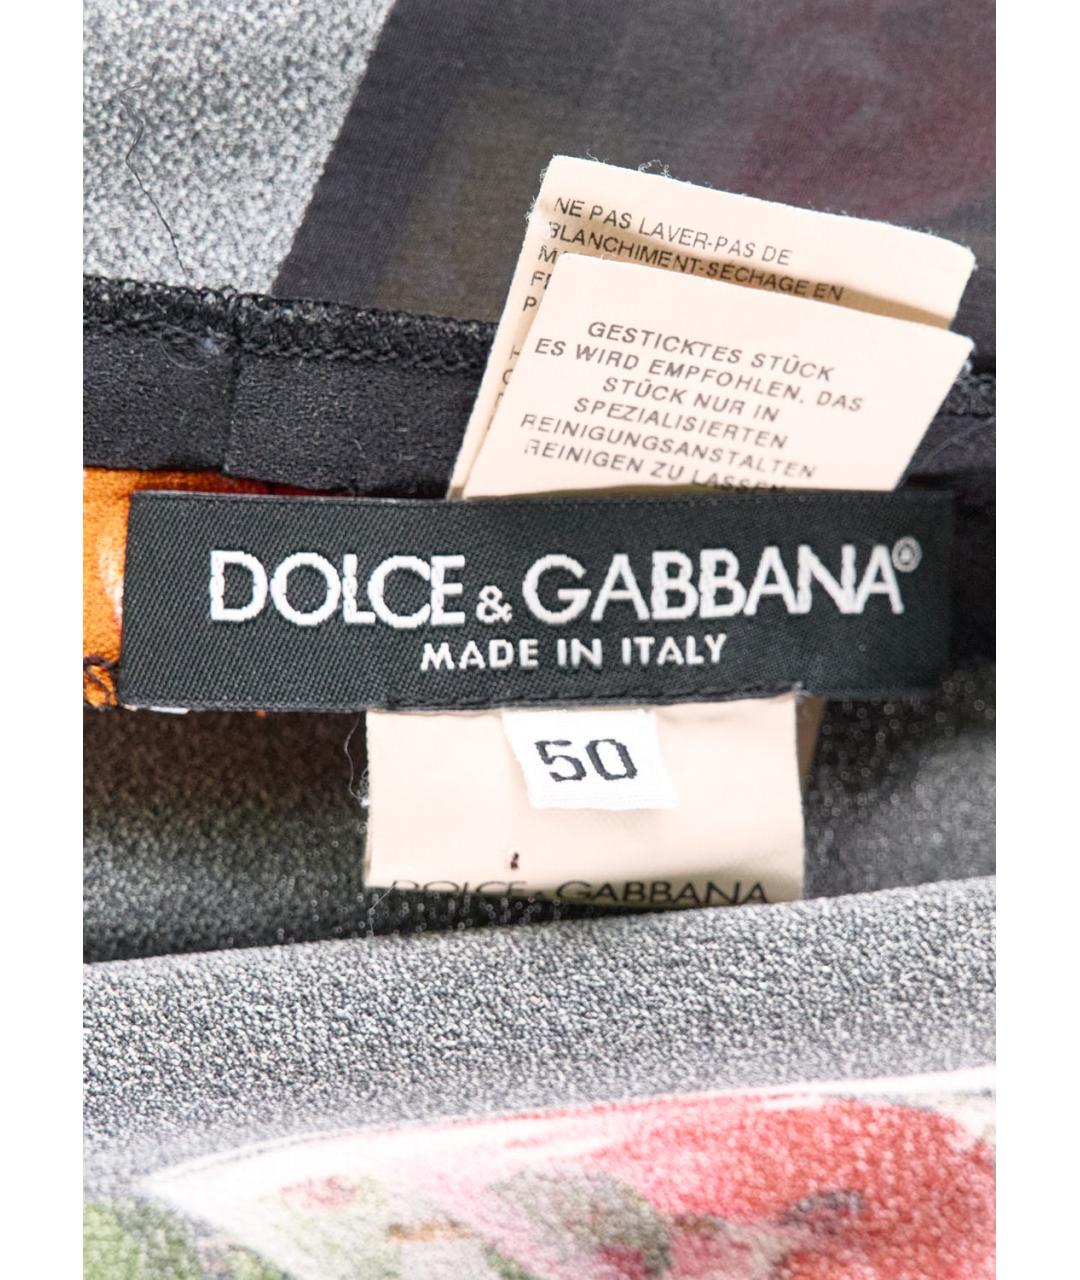 NE PAS LAVER-PAS DE
BLANCHIMENT-SÉCHAGE EN
GESTICKTES STÜCK
ES WIRD EMPFOHLEN, DAS
STÜCK NUR IN
SPEZIALISIERTEN
REINIGUNGSANSTALTEN
REINIGEN ZU LASSEN
DOLCE & GABBANA®
MADE IN ITALY
50
DOLCE & GABBANA